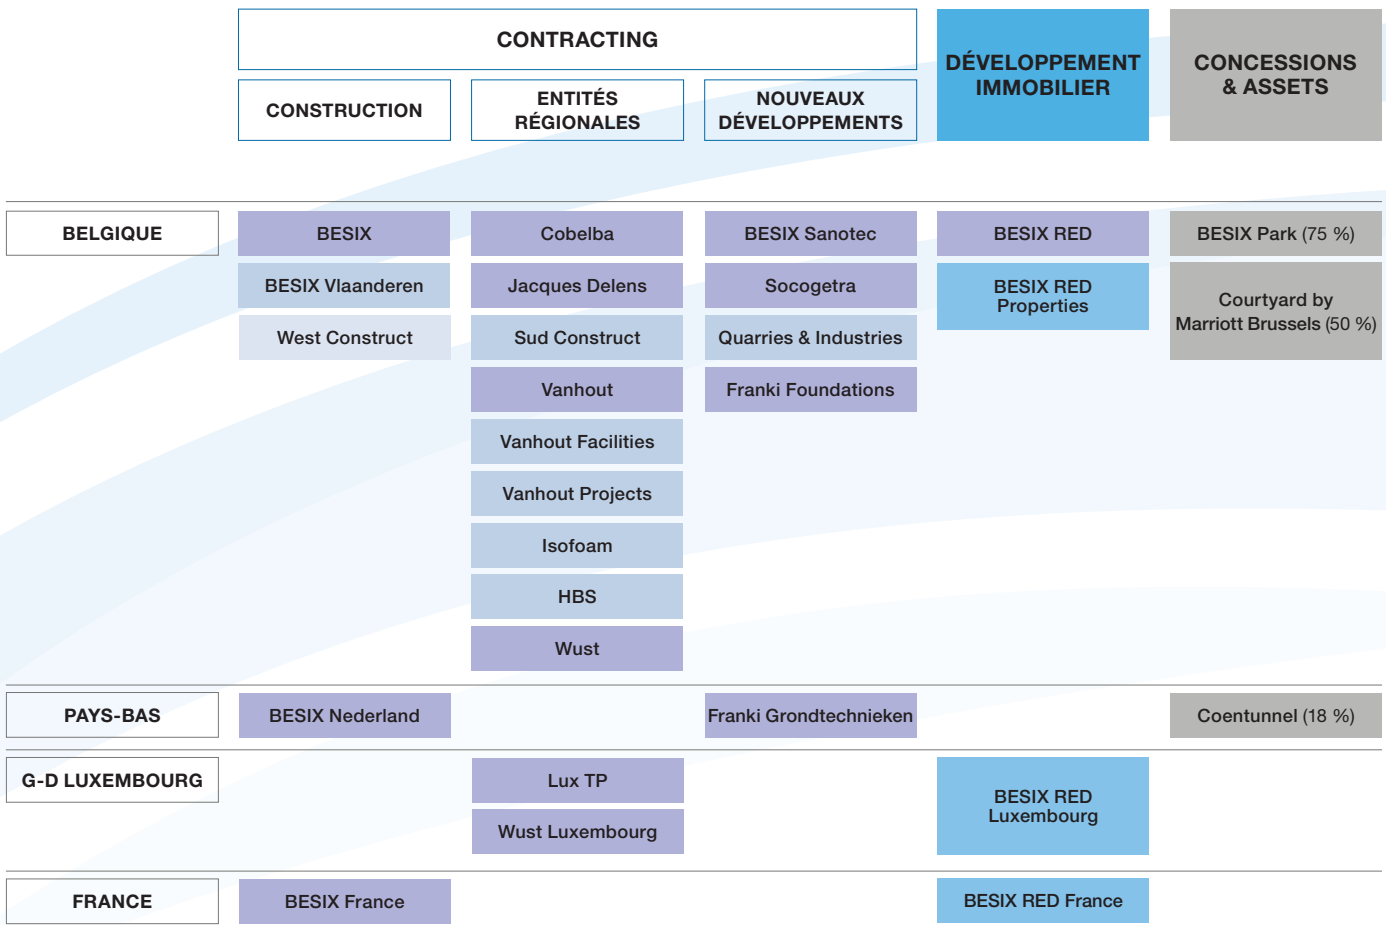 CONTRACTING
DÉVELOPPEMENT
IMMOBILIER
CONCESSIONS
& ASSETS
CONSTRUCTION
ENTITÉS
RÉGIONALES
NOUVEAUX
DÉVELOPPEMENTS
BELGIQUE
BESIX
BESIX Vlaanderen
West Construct
Cobelba
Jacques Delens
Sud Construct
Vanhout
Vanhout Facilities
Vanhout Projects
Isofoam
HBS
Wust
BESIX Sanotec
Socogetra
Quarries & Industries
Franki Foundations
BESIX RED
BESIX RED
Properties
BESIX Park (75 %)
Courtyard by
Marriott Brussels (50 %)
PAYS-BAS
BESIX Nederland
Franki Grondtechnieken
Coentunnel (18 %)
G-D LUXEMBOURG
Lux TP
Wust Luxembourg
BESIX RED
Luxembourg
FRANCE
BESIX France
BESIX RED France